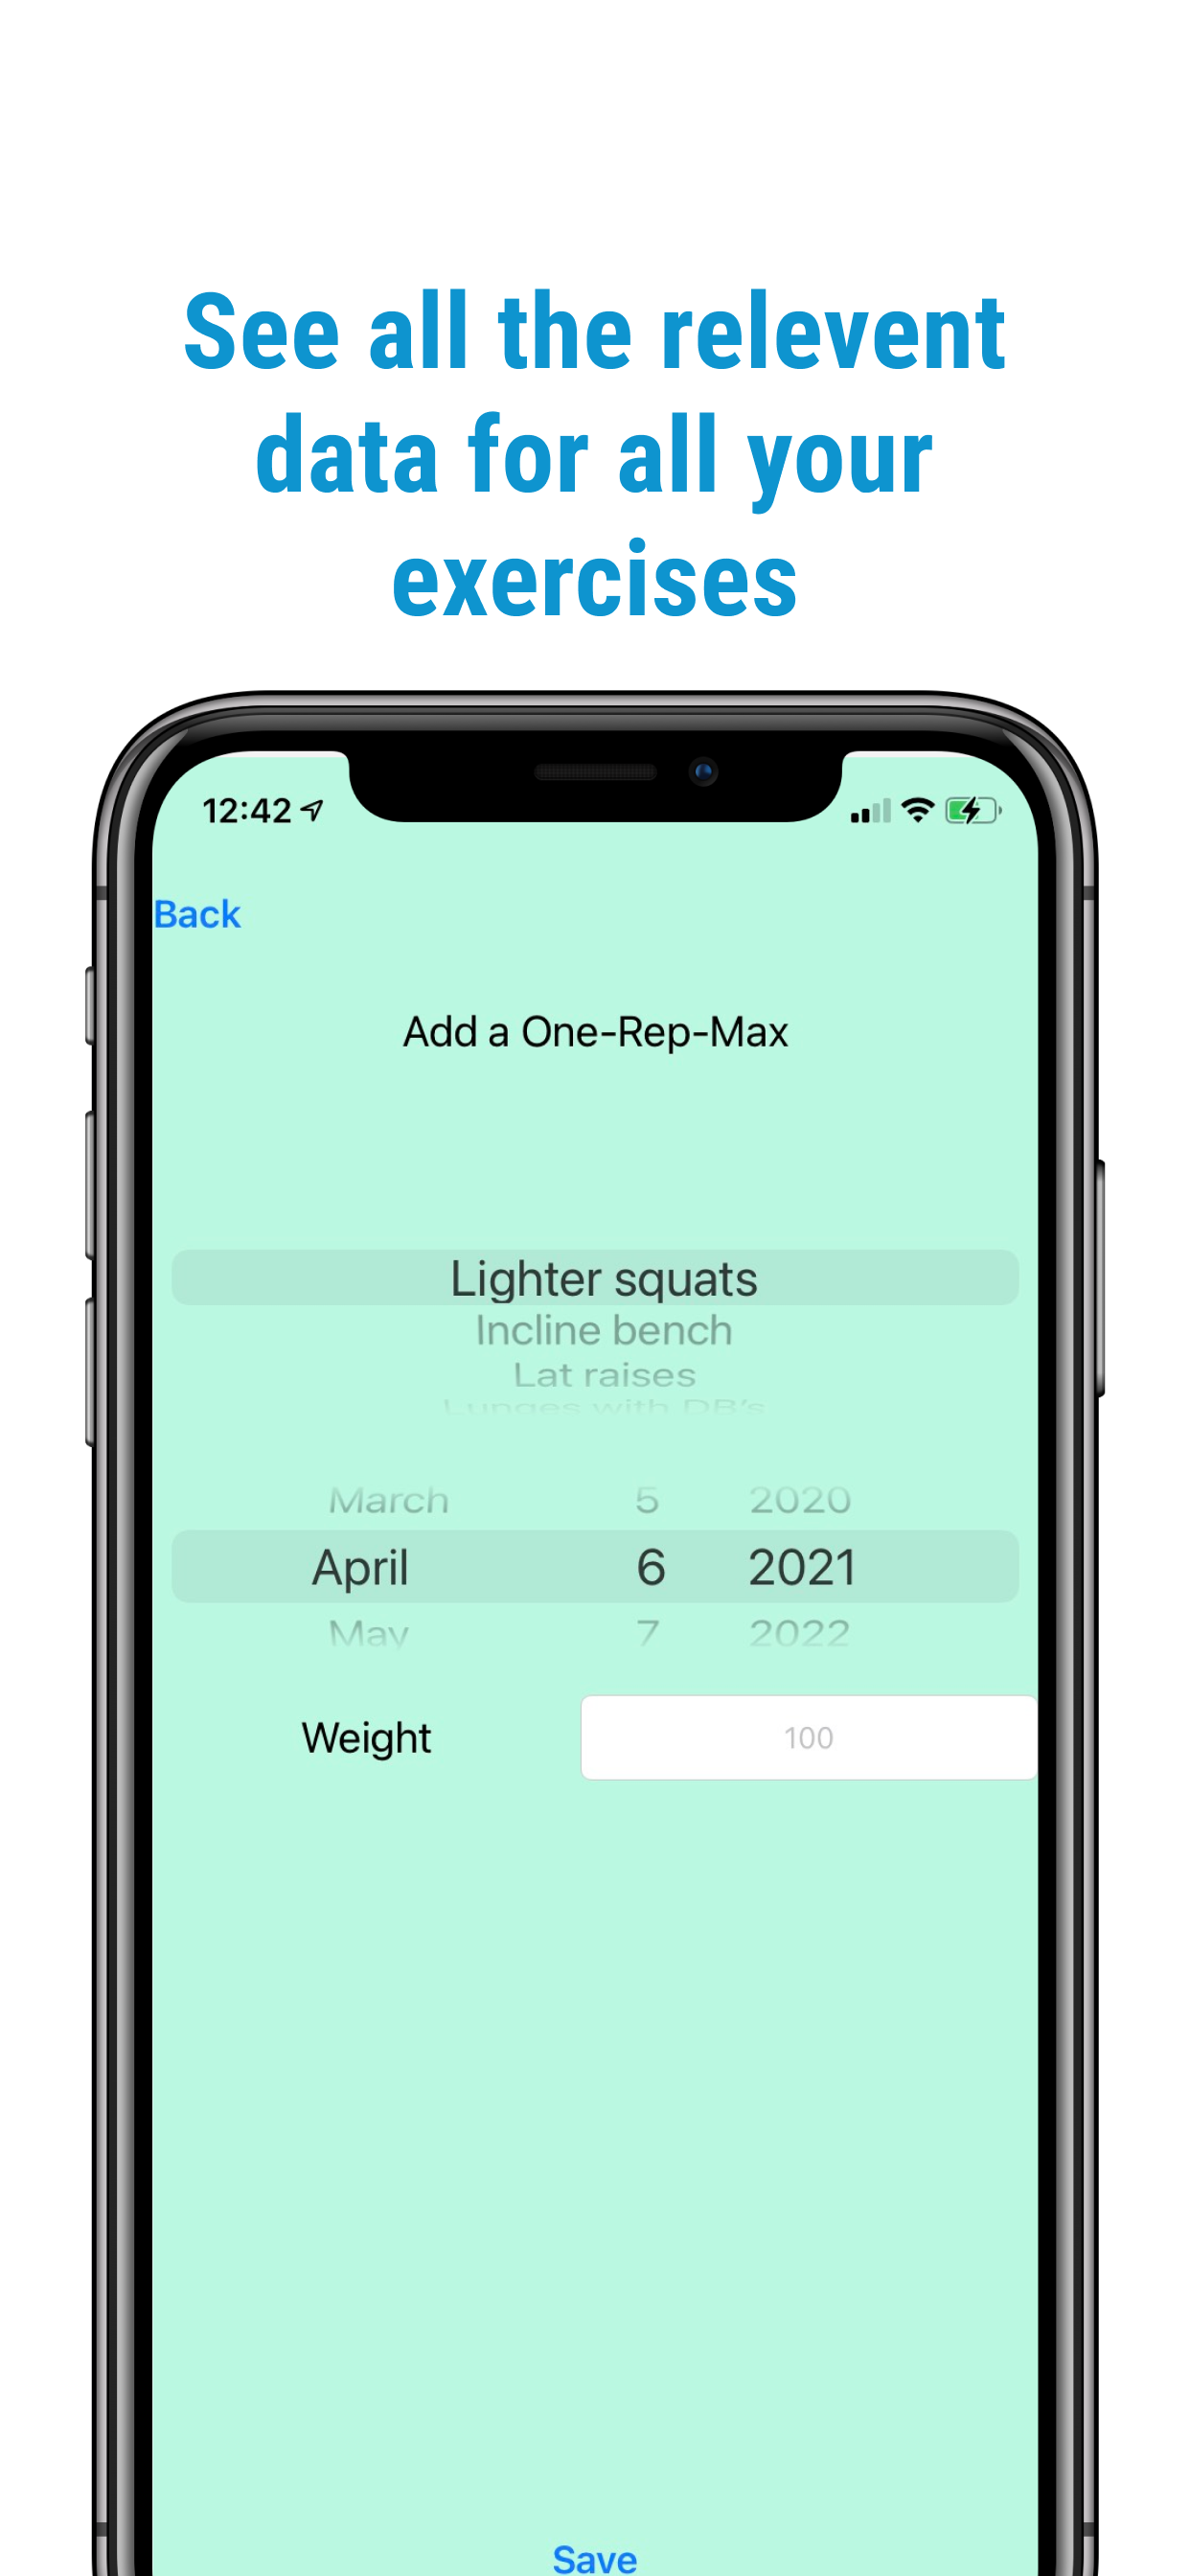 See all the relevent
data for all your
exercises
12:42
Back
Add a One-Rep-Max
Lighter squats
Incline bench
Lat raises
Lunges with DB's
March 5 2020
April 6 2021
May 7 2022
Weight 100
Save